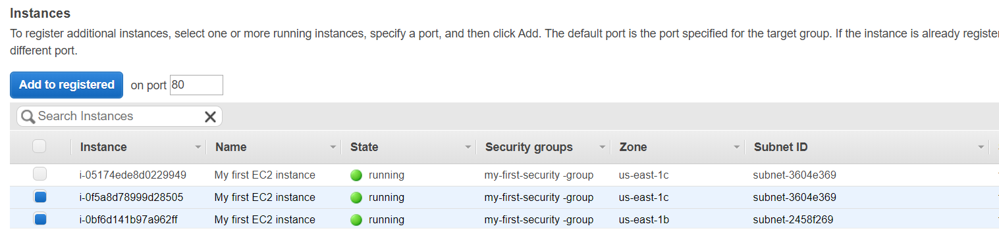 Instances
To register additional instances, select one or more running instances, specify a port, and then click Add. The default port is the port specified for the target group. If the instance is already
different port.
Add to registered on port 80
Search Instances
Instance Name State Security groups Zone Subnet ID
i-05174ede8d0229949 My first EC2 instance running my-first-security -group us-east-1c subnet-3604e369
i-0f5a8d78999d28505 My first EC2 instance running my-first-security -group us-east-1c subnet-3604e369
i-0bf6d141b97a962ff My first EC2 instance running my-first-security -group us-east-1b subnet-2458f269